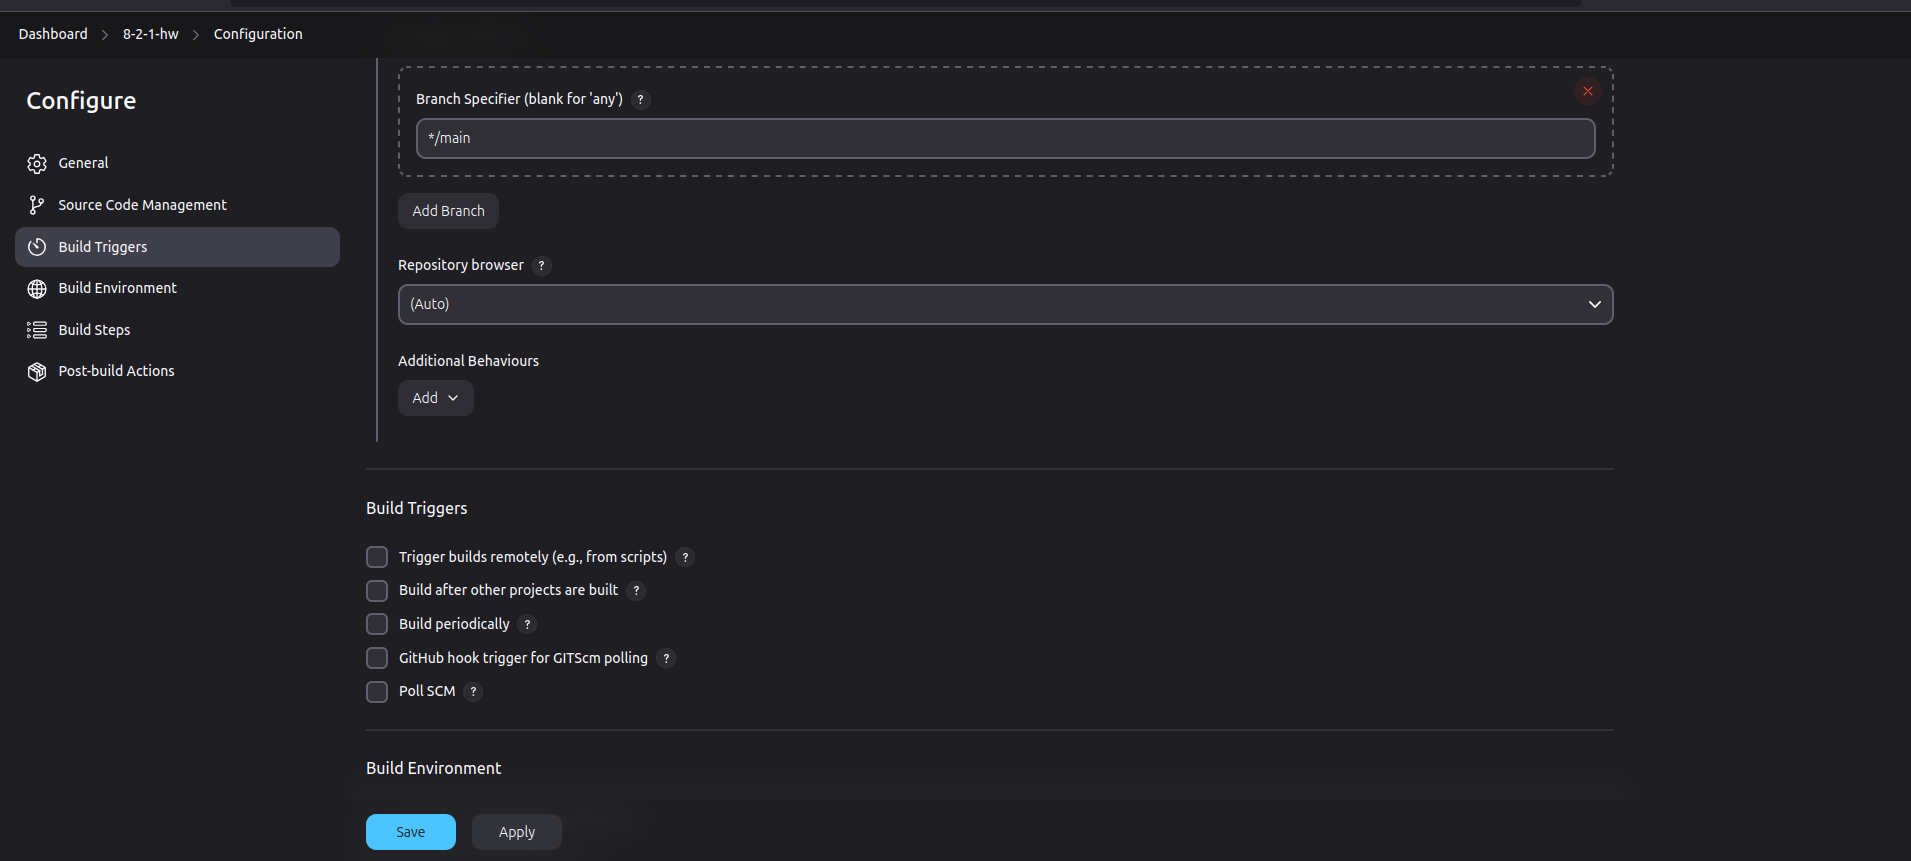 Dashboard > 8-2-1-hw > Configuration
Configure
General
Source Code Management
Build Triggers
Build Environment
Build Steps
Post-build Actions
Branch Specifier (blank for 'any') ?
*/main
Add Branch
Repository browser ?
(Auto)
Additional Behaviours
Add
Build Triggers
Trigger builds remotely (e.g., from scripts) ?
Build after other projects are built ?
Build periodically ?
GitHub hook trigger for GITScm polling ?
Poll SCM ?
Build Environment
Save Apply